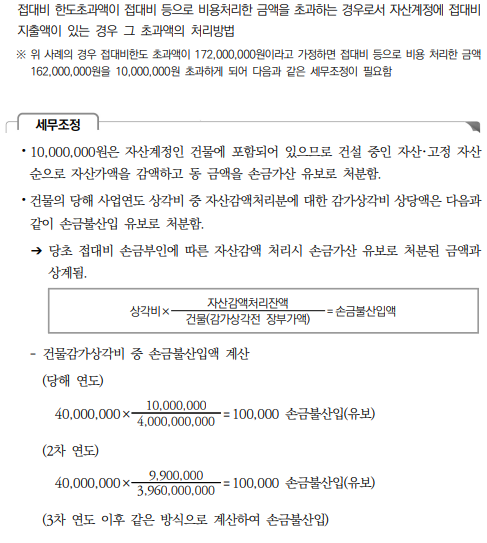 접대비 한도초과액이 접대비 등으로 비용처리한 금액을 초과하는 경우로서 자산계정에 접대비
지출액이 있는 경우 그 초과액의 처리방법
※ 위 사례의 경우 접대비한도 초과액이 172,000,000원이라고 가정하면 접대비 등으로 비용 처리한 금액
162,000,000원을 10,000,000원 초과하게 되어 다음과 같은 세무조정이 필요함
세무조정
• 10,000,000원은 자산계정인 건물에 포함되어 있으므로 건설 중인 자산·고정 자산
순으로 자산가액을 감액하고 동 금액을 손금가산 유보로 처분함.
• 건물의 당해 사업연도 상각비 중 자산감액처리분에 대한 감가상각비 상당액은 다음과
같이 손금불산입 유보로 처분함.
➔ 당초 접대비 손금부인에 따른 자산감액 처리시 손금가산 유보로 처분된 금액과
상계됨.
상각비 × 자산감액처리잔액 / 건물(감가상각전 장부가액) = 손금불산입액
- 건물감가상각비 중 손금불산입액 계산
(당해 연도)
40,000,000 × 10,000,000 / 4,000,000,000 = 100,000 손금불산입(유보)
(2차 연도)
40,000,000 × 9,900,000 / 3,960,000,000 = 100,000 손금불산입(유보)
(3차 연도 이후 같은 방식으로 계산하여 손금불산입)